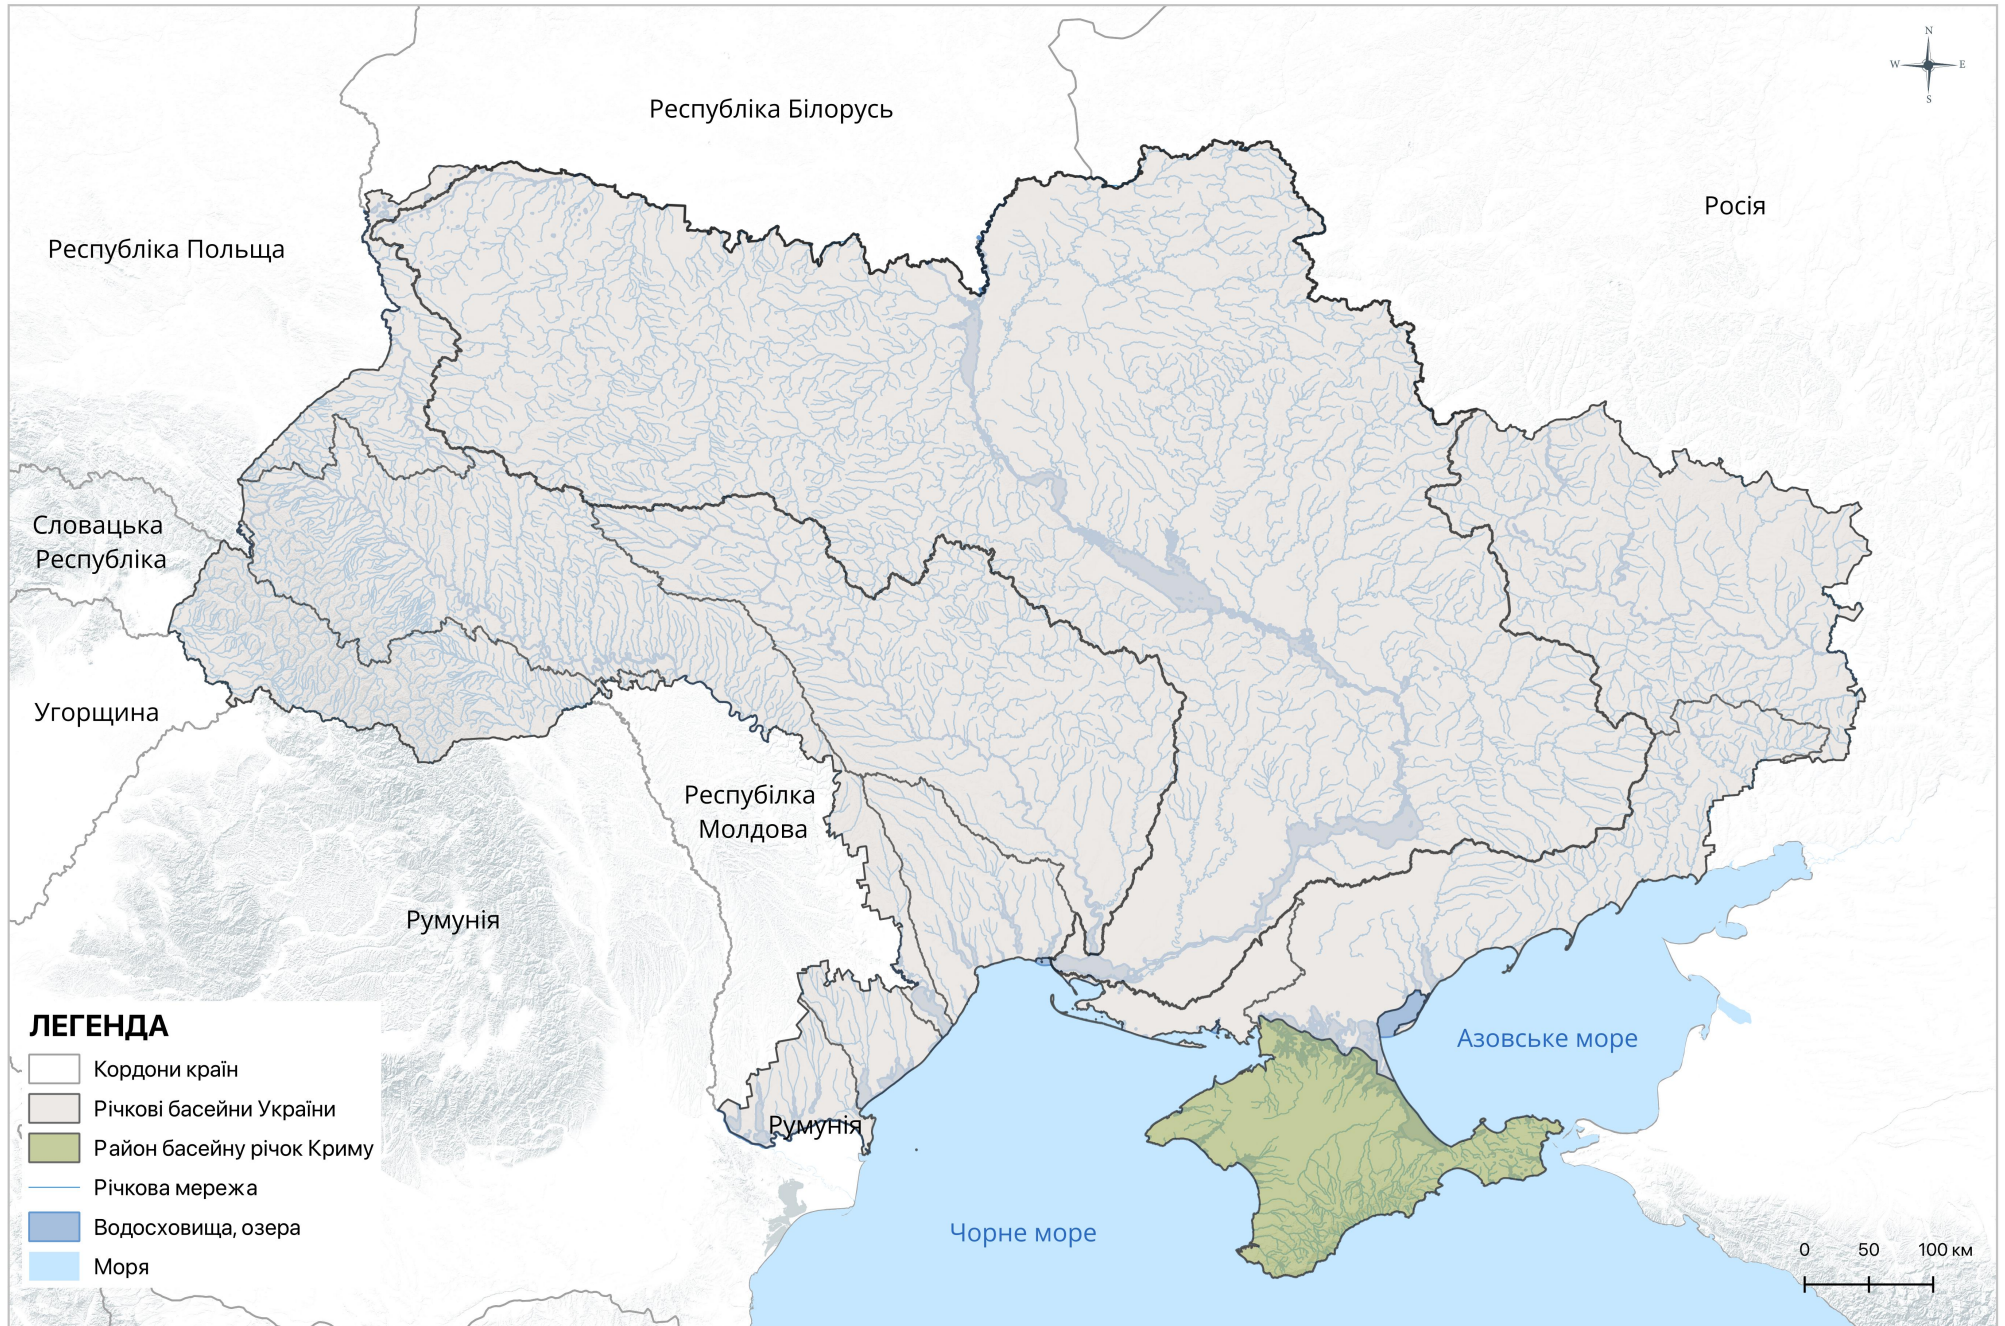 N
W
E
S
Республіка Білорусь
Росія
Республіка Польща
Словацька
Республіка
Угорщина
Республіка
Молдова
Румунія
Румунія
Азовське море
Чорне море
ЛЕГЕНДА
Кордони країн
Річкові басейни України
Район басейну річок Криму
Річкова мережа
Водосховища, озера
Моря
0 50 100 км